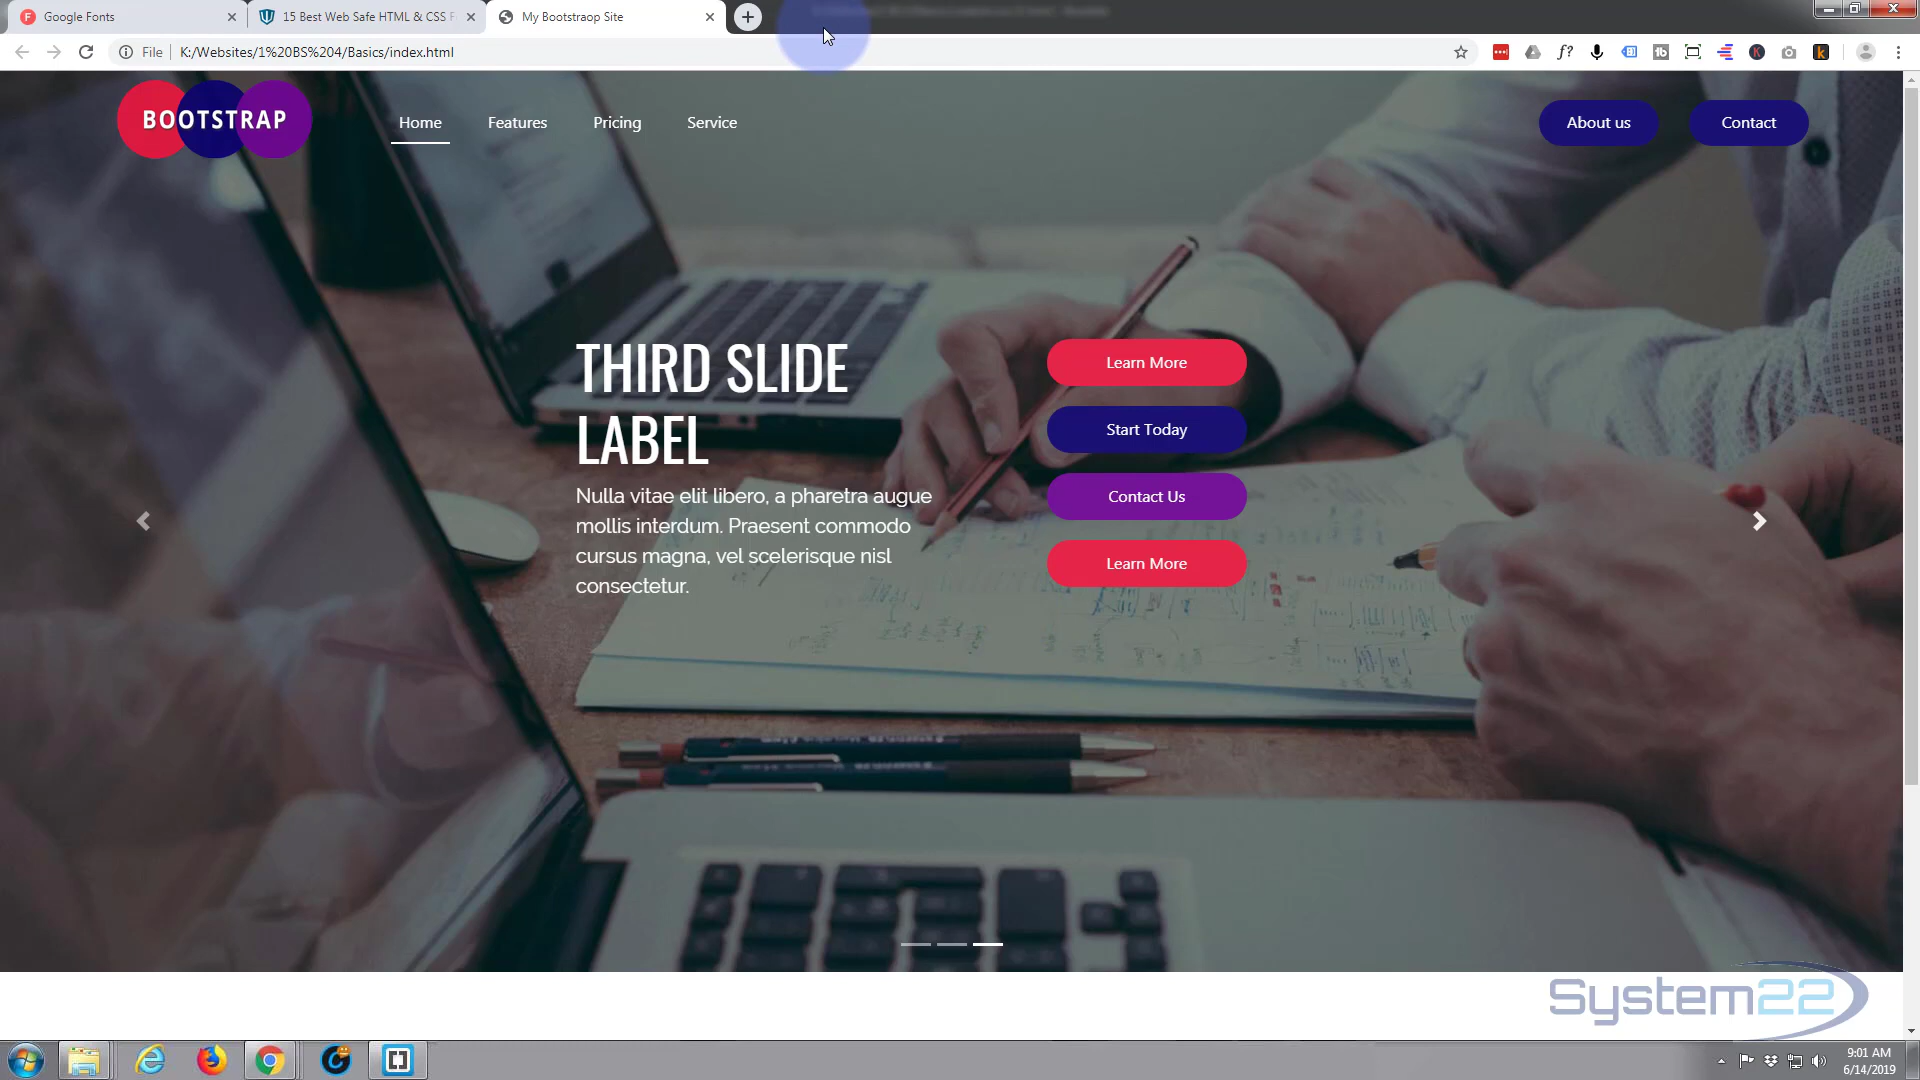 Google Fonts
15 Best Web Safe HTML & CSS F
My Bootstraop Site
File
K:/Websites/1%20BS%204/Basics/index.html
BOOTSTRAP
Home
Features
Pricing
Service
About us
Contact
THIRD SLIDE
LABEL
Nulla vitae elit libero, a pharetra augue
mollis interdum. Praesent commodo
cursus magna, vel scelerisque nisl
consectetur.
Learn More
Start Today
Contact Us
Learn More
System22
9:01 AM
6/14/2019